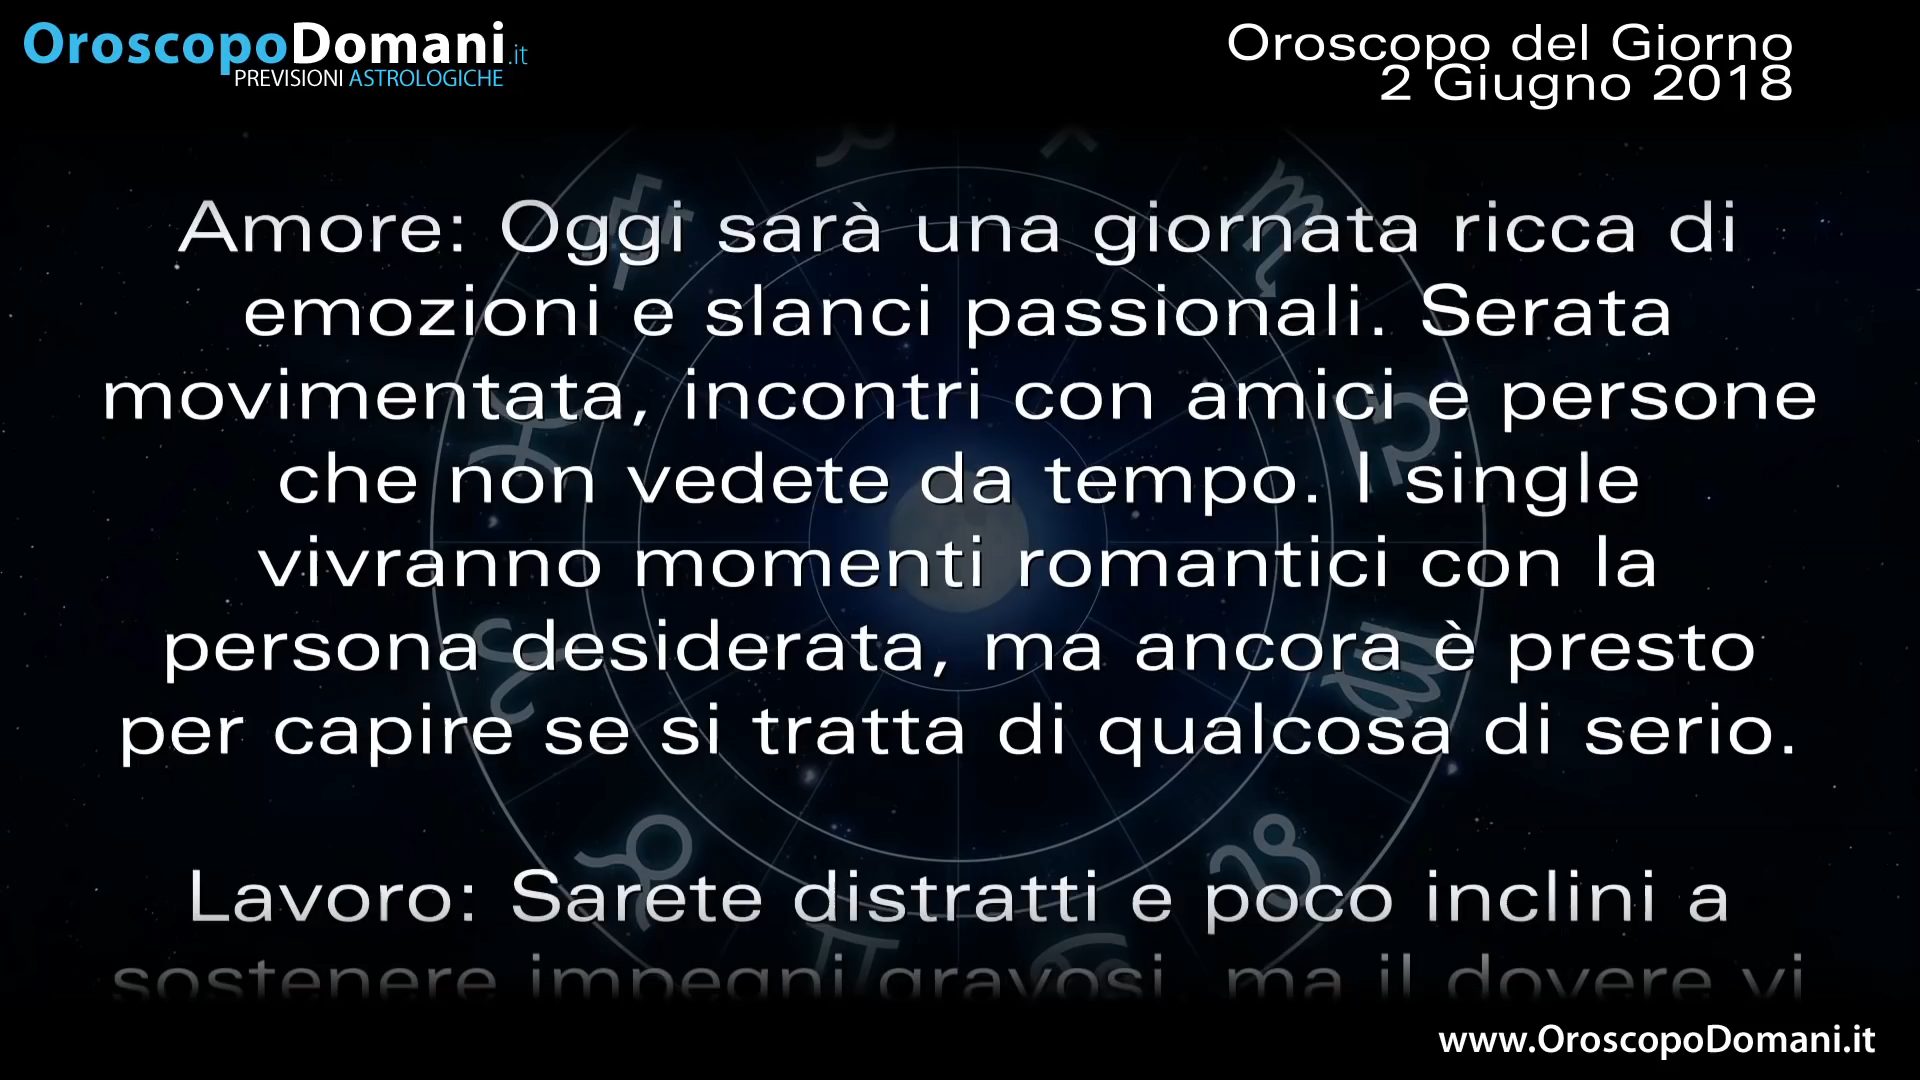 OroscopoDomani.it
PREVISIONI ASTROLOGICHE
Oroscopo del Giorno
2 Giugno 2018
Amore: Oggi sarà una giornata ricca di
emozioni e slanci passionali. Serata
movimentata, incontri con amici e persone
che non vedete da tempo. I single
vivranno momenti romantici con la
persona desiderata, ma ancora è presto
per capire se si tratta di qualcosa di serio.
Lavoro: Sarete distratti e poco inclini a
sostenere impegni gravosi, ma il dovere vi
www.OroscopoDomani.it